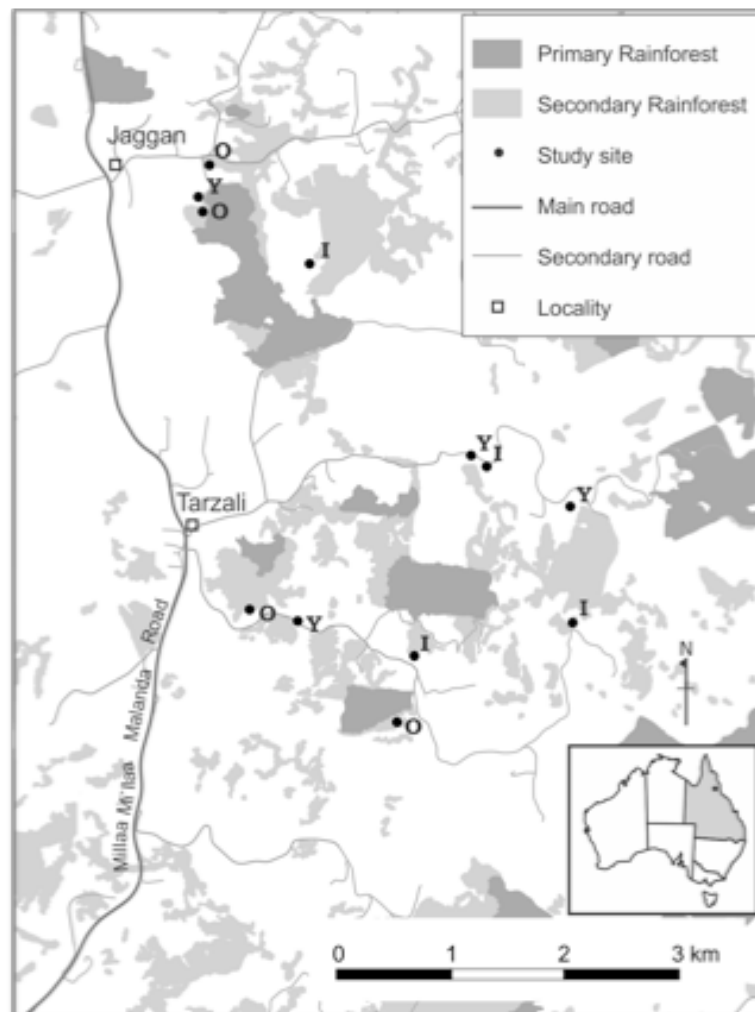 Primary Rainforest
Secondary Rainforest
Study site
Main road
Secondary road
Locality
Jaggan
O
Y
O
I
Y
I
Y
Tarzali
O
Y
I
I
O
N
Millaa Millaa Malanda Road
0 1 2 3 km